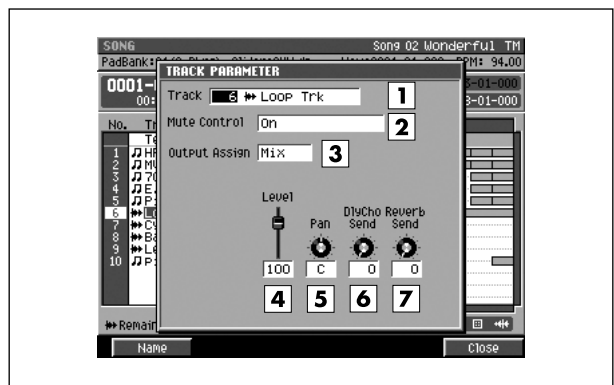 SONG Song 02 Wonderful TM
PadBank: BPM: 94.00
TRACK PARAMETER
0001-01-000
00: 3-01-000
Track 6 Loop Trk 1
Mute Control On 2
Output Assign Mix 3
No.
1
2
3
4
5
6
7
8
9
10
Level
Pan
DlyCho Send
Reverb Send
100 C 0 0
4 5 6 7
Remain
Name Close